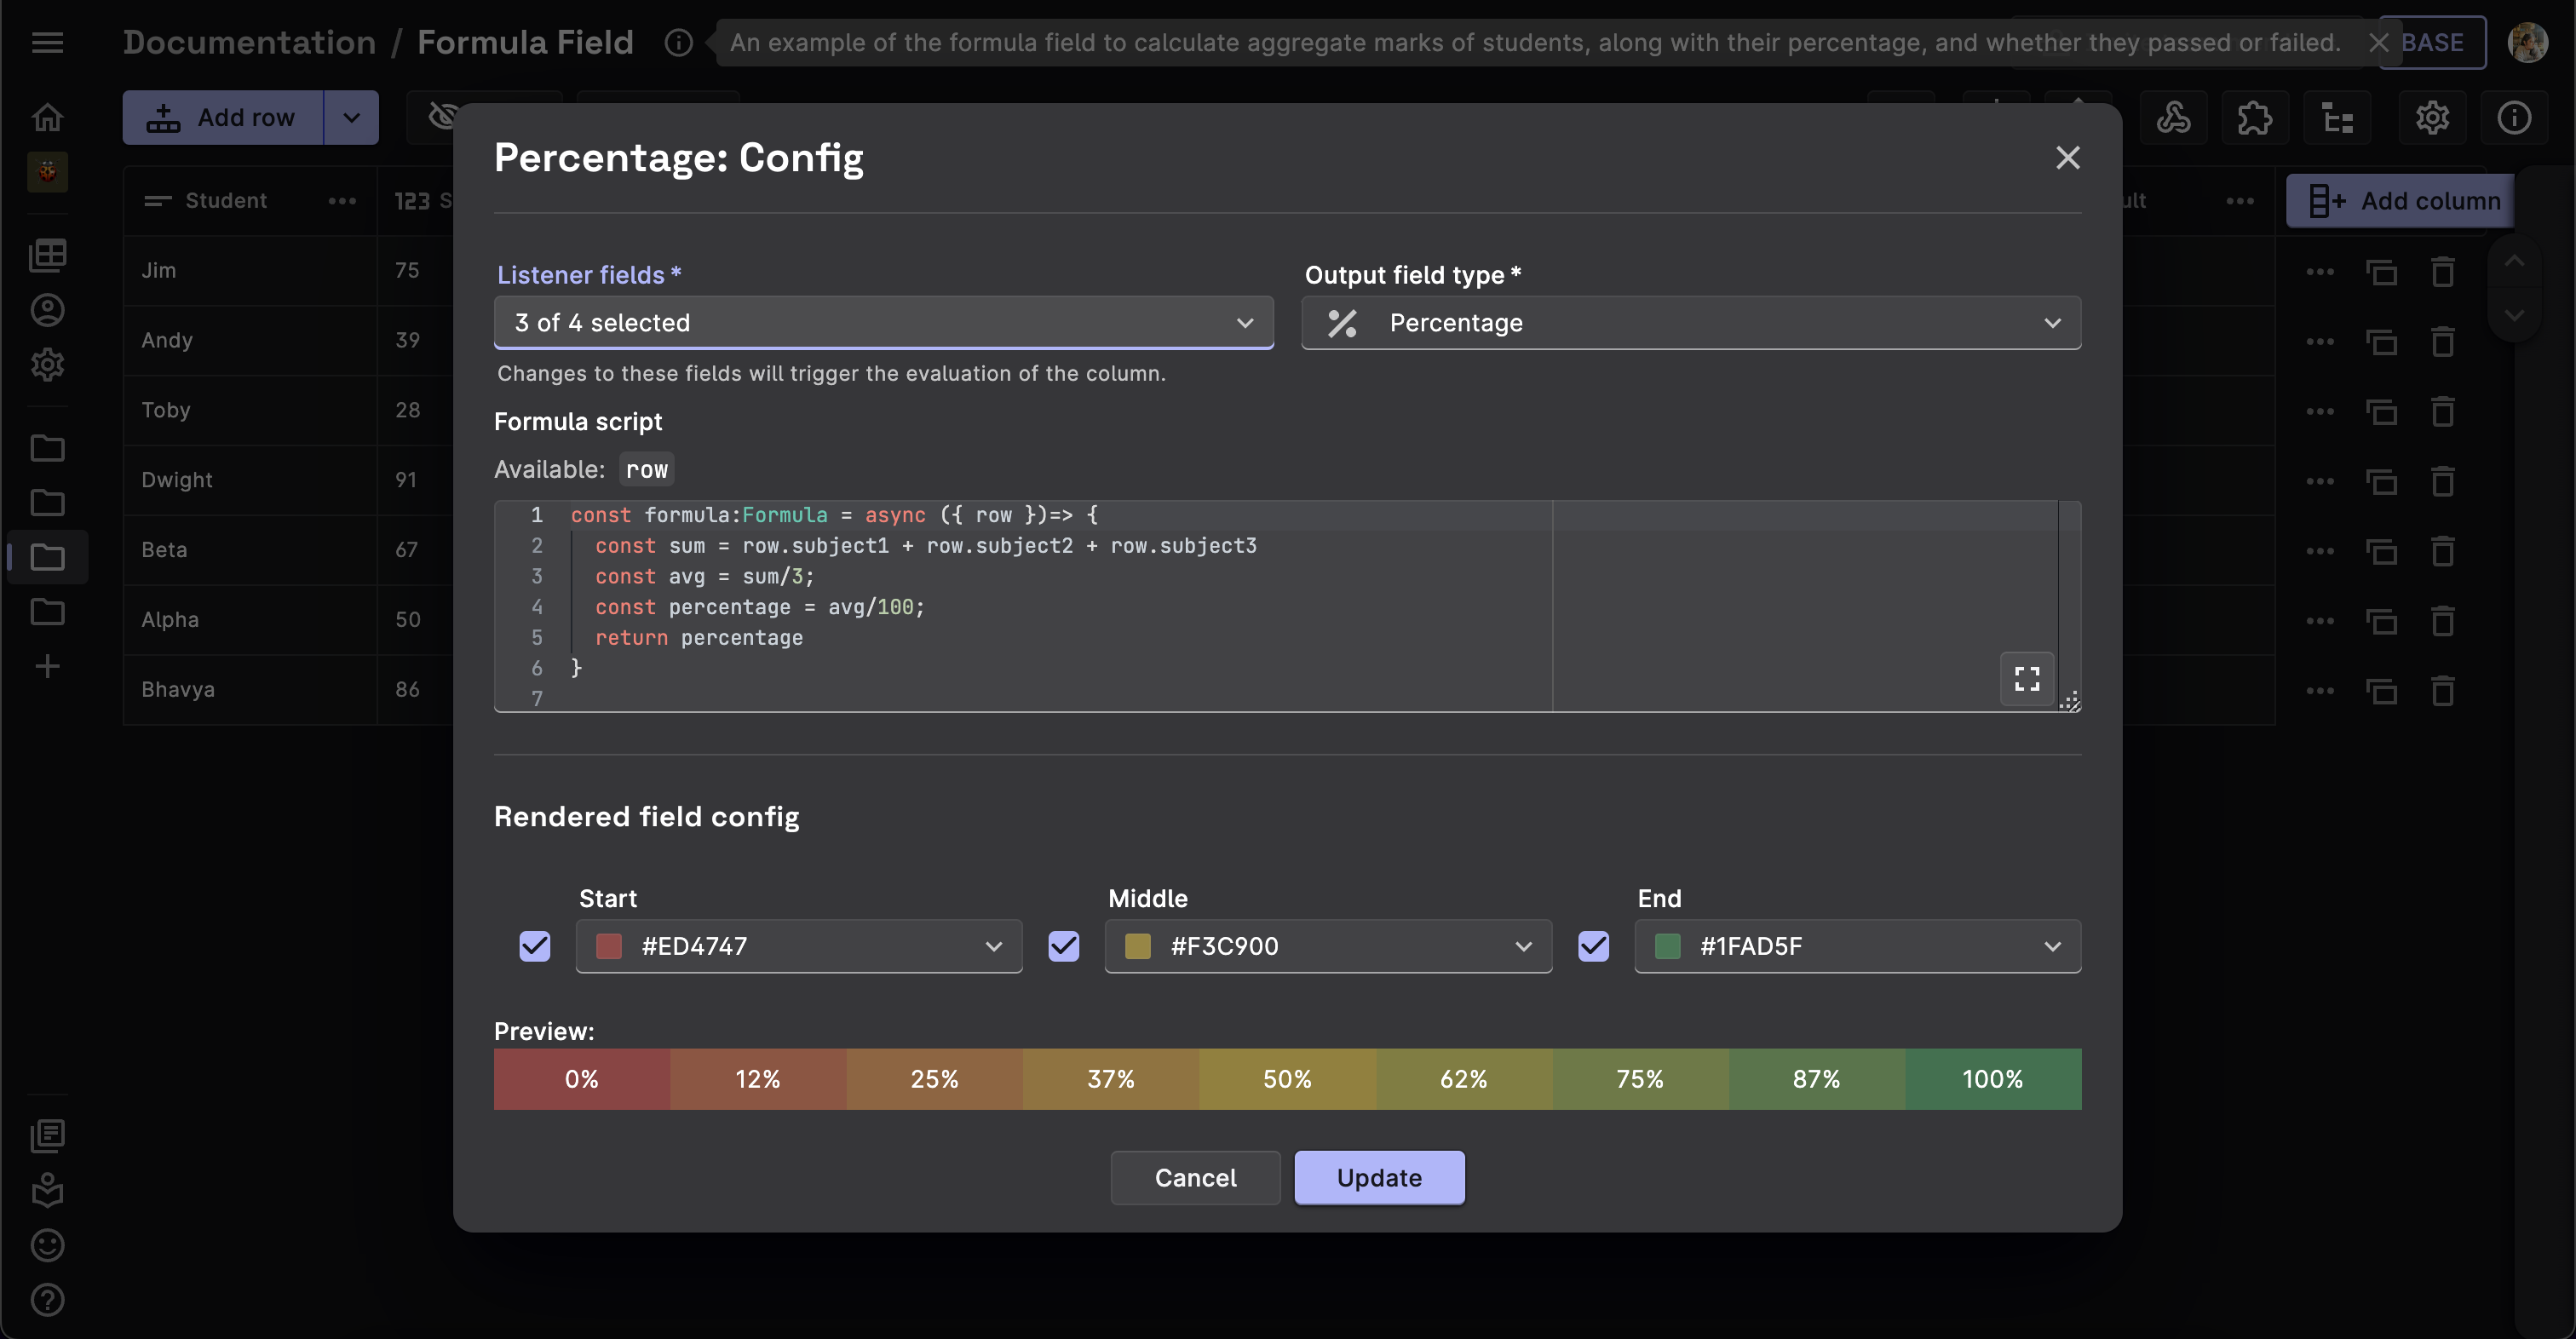 Documentation / Formula Field
An example of the formula field to calculate aggregate marks of students, along with their percentage, and whether they passed or failed.
BASE
Add row
Student
123 S
ult
Add column
Jim 75
Andy 39
Toby 28
Dwight 91
Beta 67
Alpha 50
Bhavya 86
Percentage: Config
Listener fields *
Output field type *
3 of 4 selected
Percentage
Changes to these fields will trigger the evaluation of the column.
Formula script
Available: row
1 const formula:Formula = async ({ row })=> {
2 const sum = row.subject1 + row.subject2 + row.subject3
3 const avg = sum/3;
4 const percentage = avg/100;
5 return percentage
6 }
7
Rendered field config
Start
Middle
End
#ED4747
#F3C900
#1FAD5F
Preview:
0% 12% 25% 37% 50% 62% 75% 87% 100%
Cancel
Update